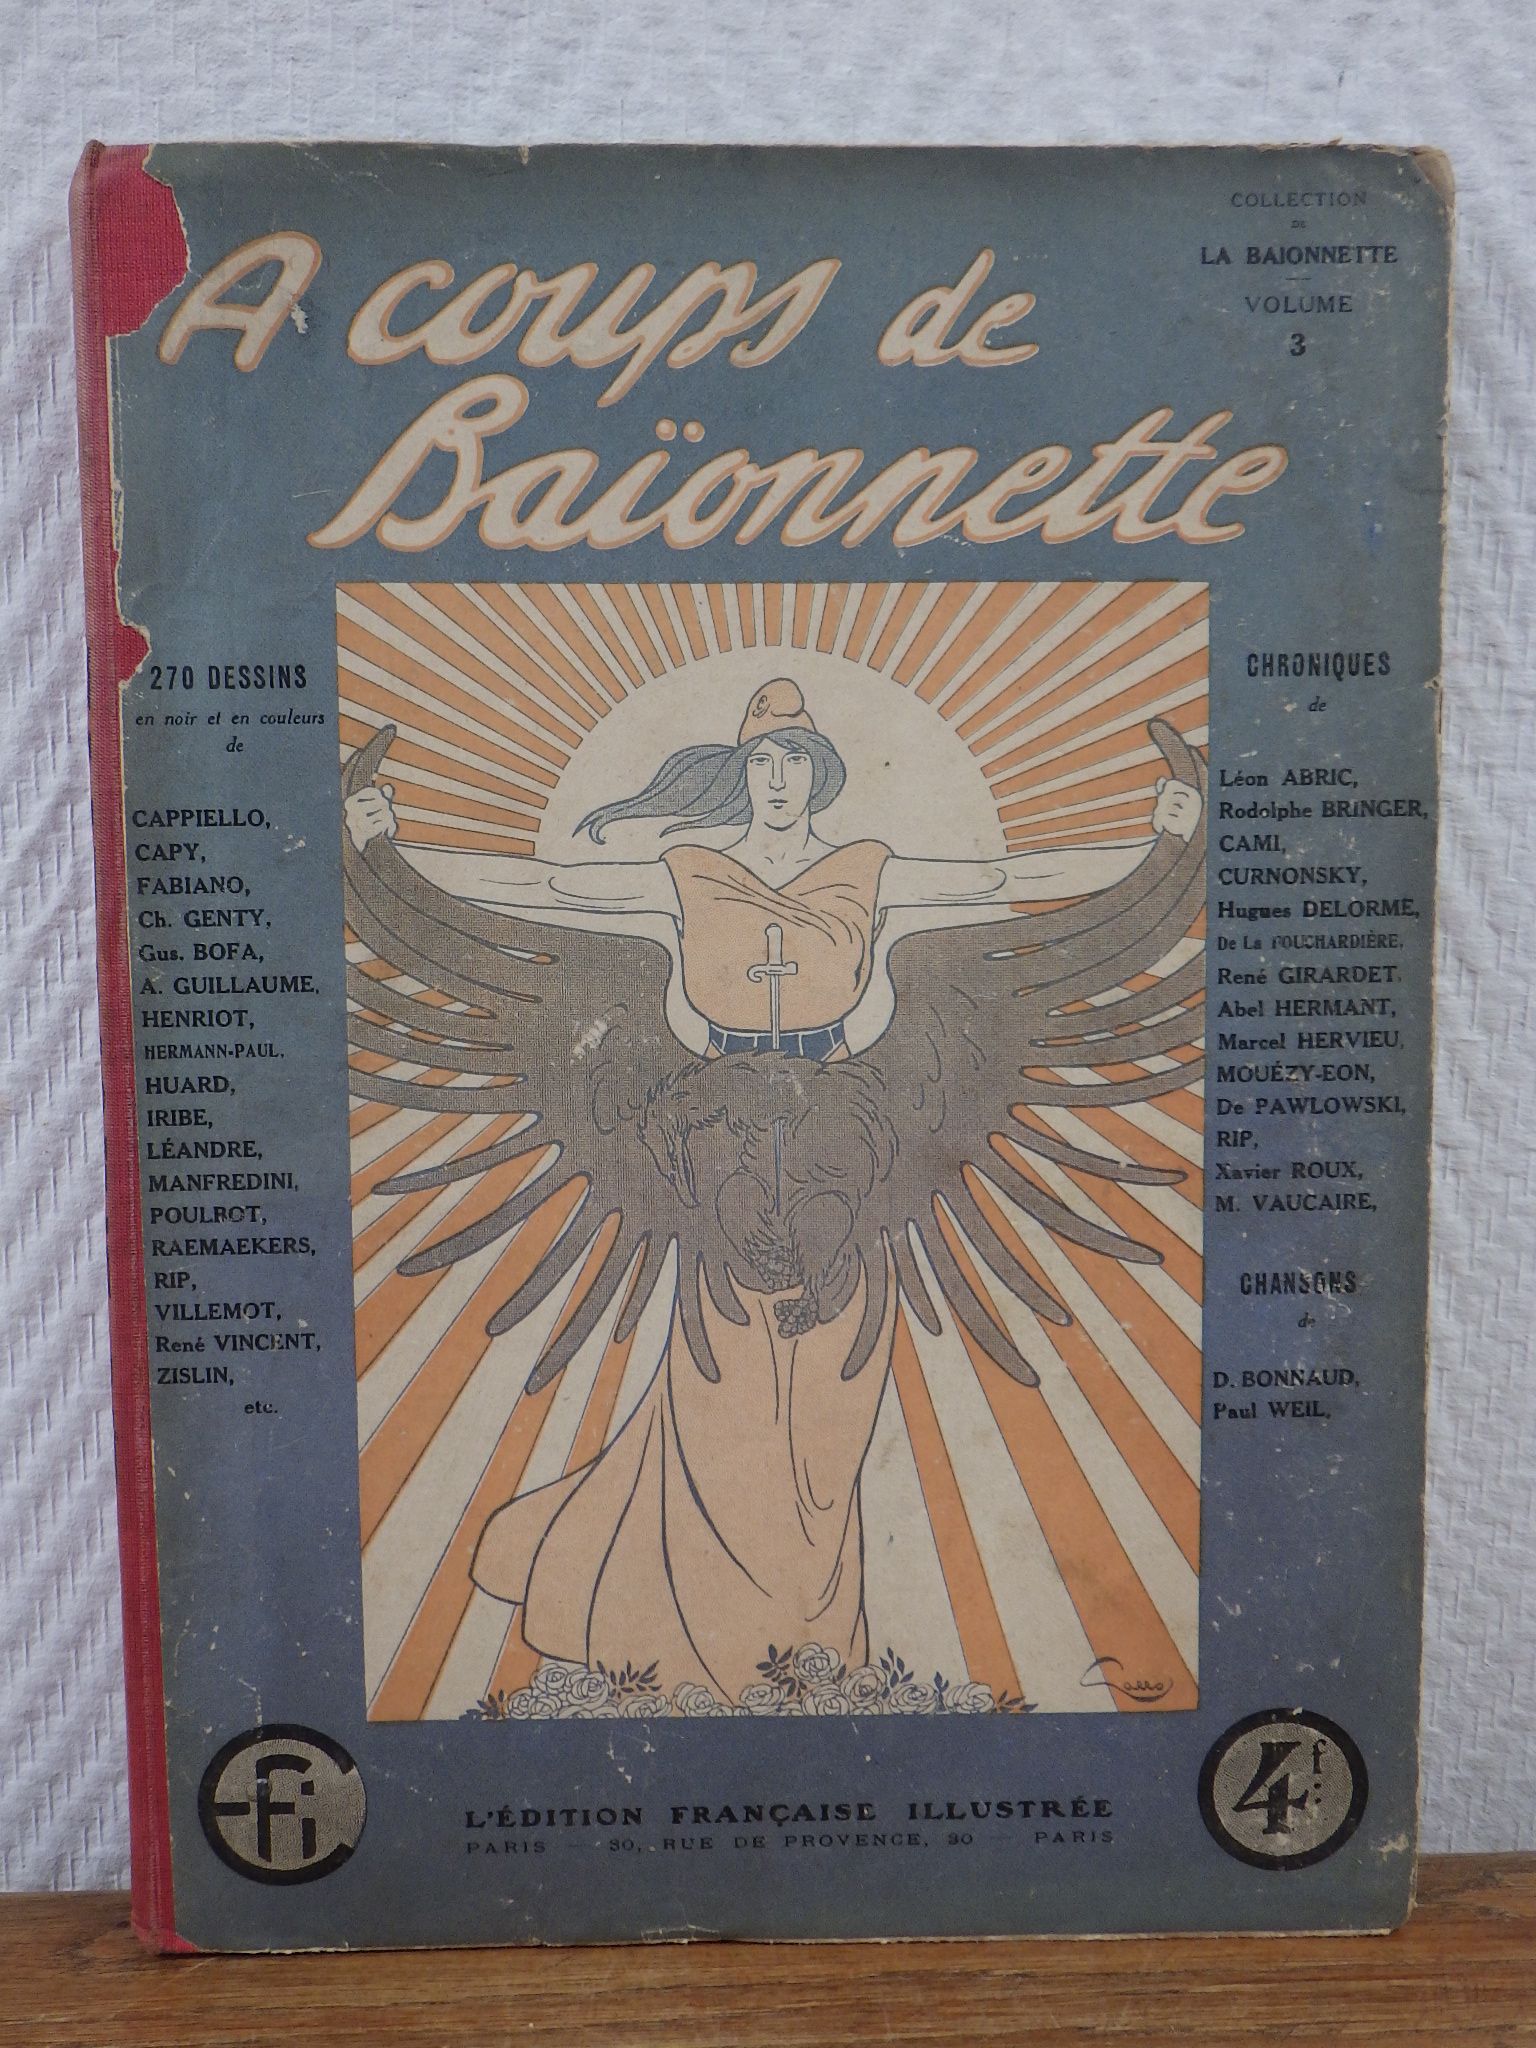 COLLECTION
DE
LA BAIONNETTE
VOLUME
3
A coups de
Baïonnette
270 DESSINS
en noir et en couleurs
de
CAPPIELLO,
CAPY,
FABIANO,
Ch. GENTY,
Gus. BOFA,
A. GUILLAUME,
HENRIOT,
HERMANN-PAUL,
HUARD,
IRIBE,
LÉANDRE,
MANFREDINI,
POULBOT,
RAEMAEKERS,
RIP,
VILLEMOT,
René VINCENT,
ZISLIN,
etc.
CHRONIQUES
de
Léon ABRIC,
Rodolphe BRINGER,
CAMI,
CURNONSKY,
Hugues DELORME,
De La FOUCHARDIÈRE,
René GIRARDET,
Abel HERMANT,
Marcel HERVIEU,
MOUÉZY-EON,
De PAWLOWSKI,
RIP,
Xavier ROUX,
M. VAUCAIRE,
CHANSONS
de
D. BONNAUD,
Paul WEIL,
EFI
L'ÉDITION FRANÇAISE ILLUSTRÉE
PARIS — 30, RUE DE PROVENCE, 30 — PARIS
4f: